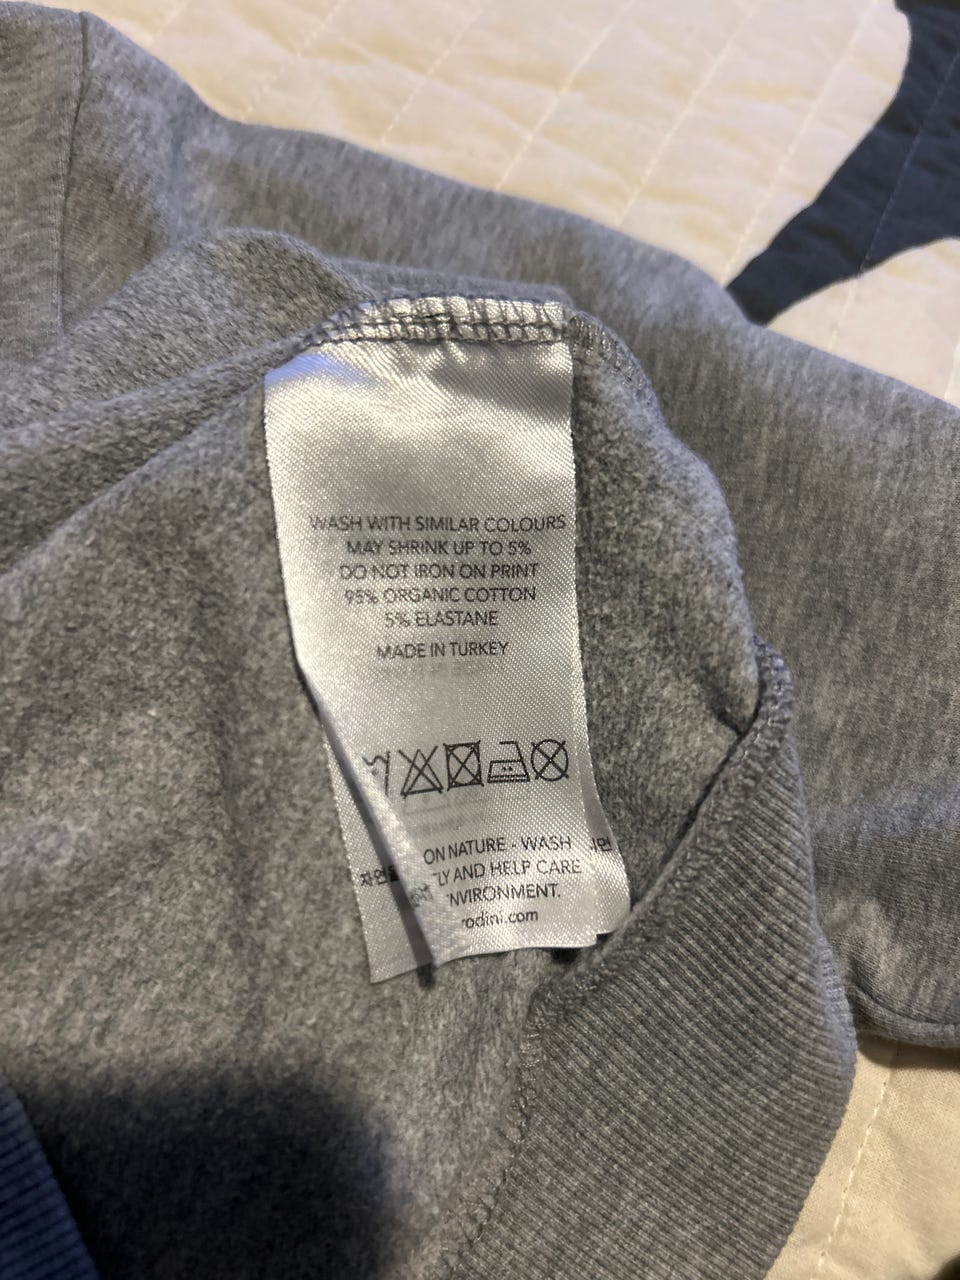 WASH WITH SIMILAR COLOURS
MAY SHRINK UP TO 5%
DO NOT IRON ON PRINT
95% ORGANIC COTTON
5% ELASTANE
MADE IN TURKEY
ON NATURE - WASH
LY AND HELP CARE
NVIRONMENT.
rodini.com